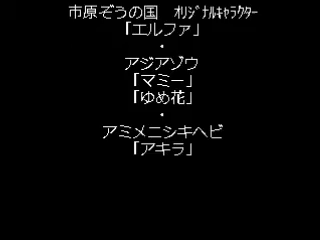 市原ぞうの国 オリジナルキャラクター
「エルファ」
・
アジアゾウ
「マミー」
「ゆめ花」
・
アミメニシキヘビ
「アキラ」